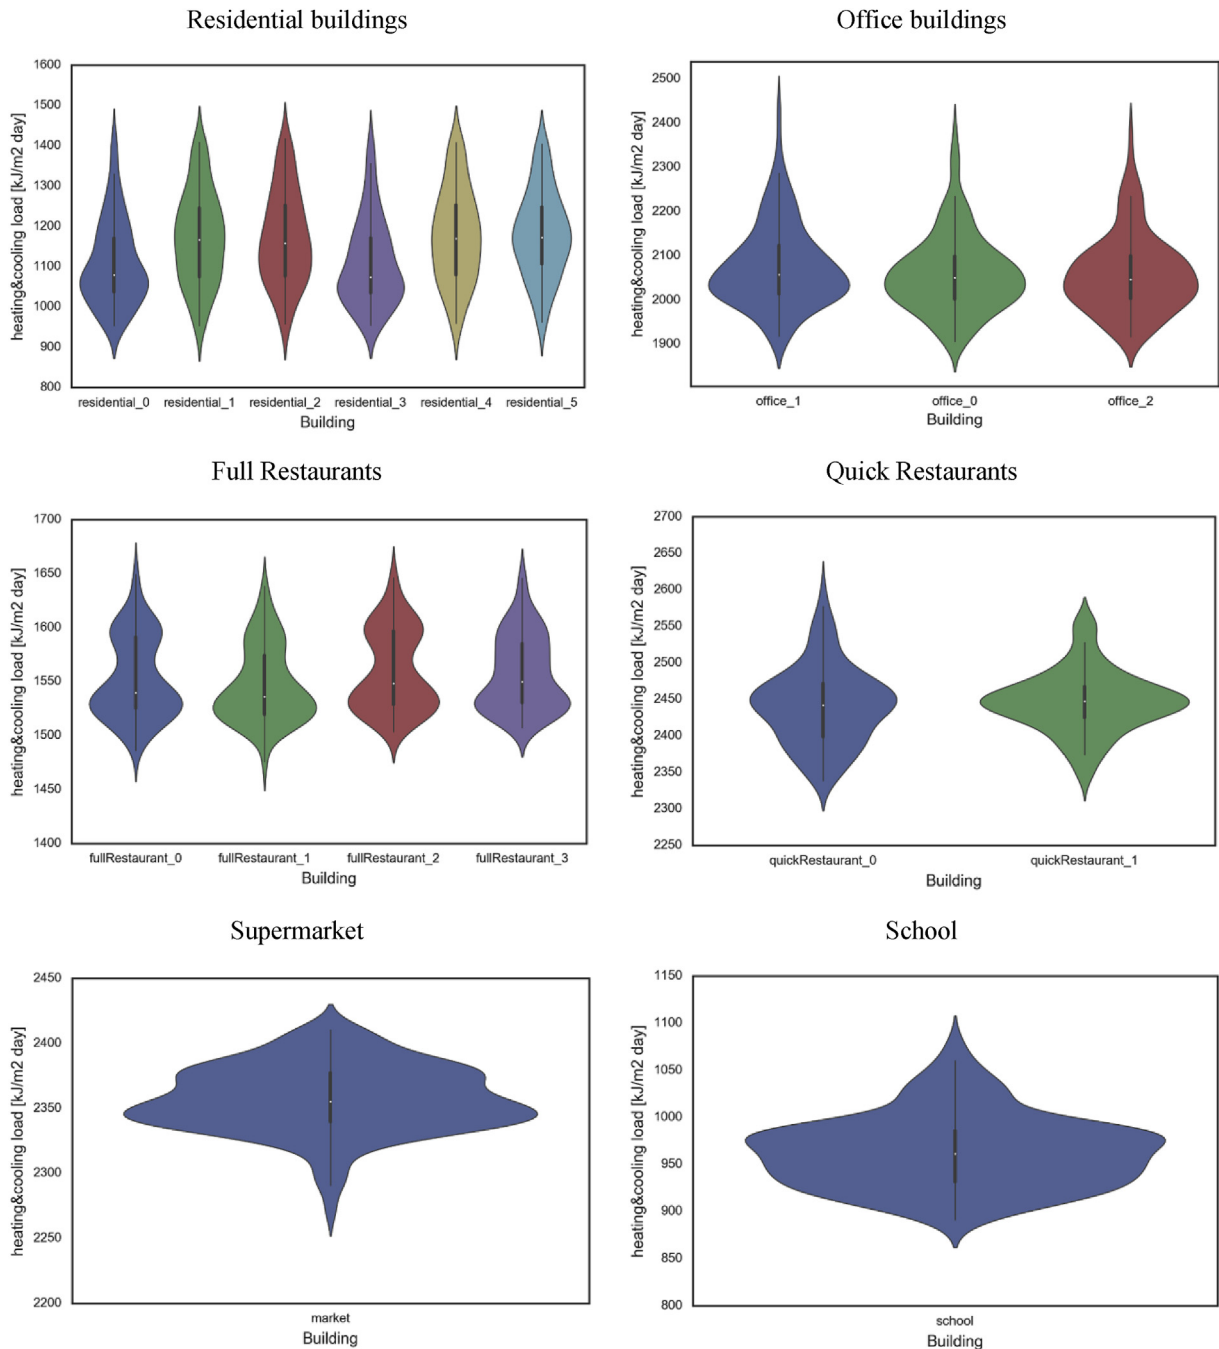 Residential buildings
Office buildings
heating&cooling load [kJ/m2 day]
1600
1500
1400
1300
1200
1100
1000
900
800
residential_0 residential_1 residential_2 residential_3 residential_4 residential_5
Building
heating&cooling load [kJ/m2 day]
2500
2400
2300
2200
2100
2000
1900
office_1 office_0 office_2
Building
Full Restaurants
Quick Restaurants
heating&cooling load [kJ/m2 day]
1700
1650
1600
1550
1500
1450
1400
fullRestaurant_0 fullRestaurant_1 fullRestaurant_2 fullRestaurant_3
Building
heating&cooling load [kJ/m2 day]
2700
2650
2600
2550
2500
2450
2400
2350
2300
2250
quickRestaurant_0 quickRestaurant_1
Building
Supermarket
School
heating&cooling load [kJ/m2 day]
2450
2400
2350
2300
2250
2200
market
Building
heating&cooling load [kJ/m2 day]
1150
1100
1050
1000
950
900
850
800
school
Building